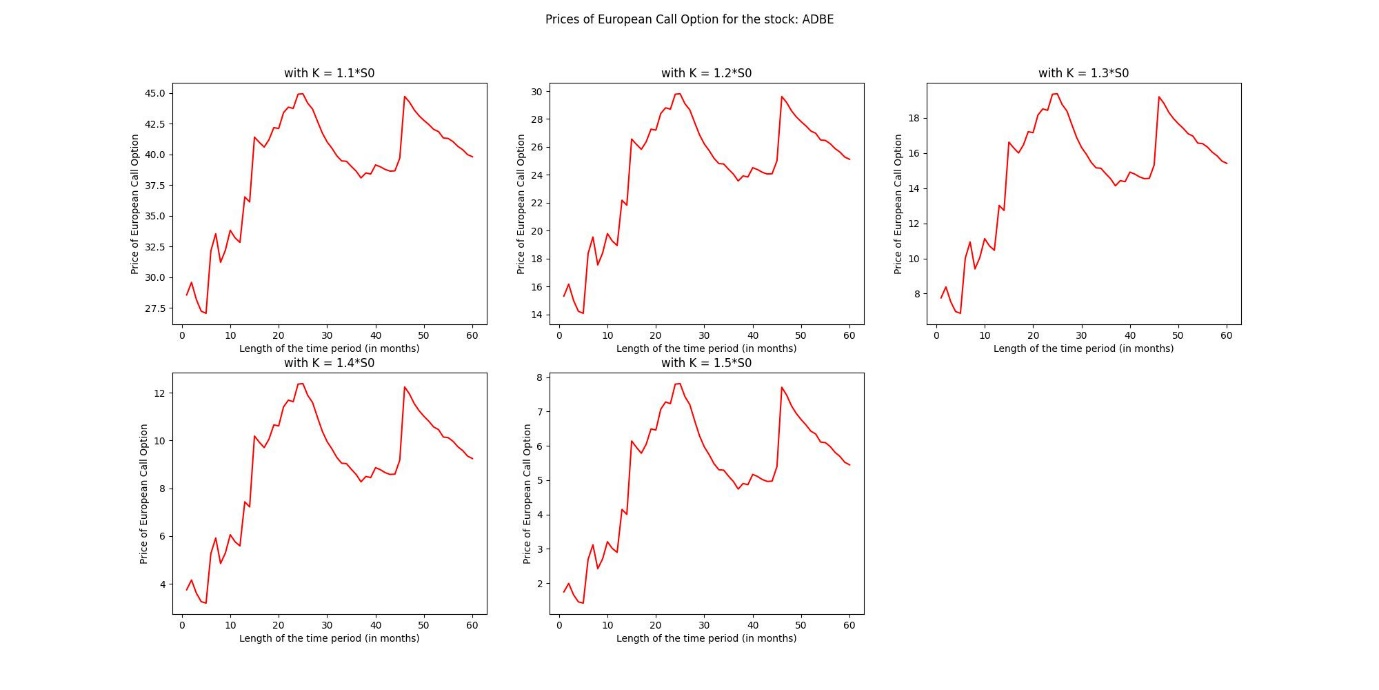 Prices of European Call Option for the stock: ADBE
with K = 1.1*S0
Price of European Call Option
45.0
42.5
40.0
37.5
35.0
32.5
30.0
27.5
0 10 20 30 40 50 60
Length of the time period (in months)
with K = 1.2*S0
Price of European Call Option
30
28
26
24
22
20
18
16
14
0 10 20 30 40 50 60
Length of the time period (in months)
with K = 1.3*S0
Price of European Call Option
18
16
14
12
10
8
0 10 20 30 40 50 60
Length of the time period (in months)
with K = 1.4*S0
Price of European Call Option
12
10
8
6
4
0 10 20 30 40 50 60
Length of the time period (in months)
with K = 1.5*S0
Price of European Call Option
8
7
6
5
4
3
2
0 10 20 30 40 50 60
Length of the time period (in months)